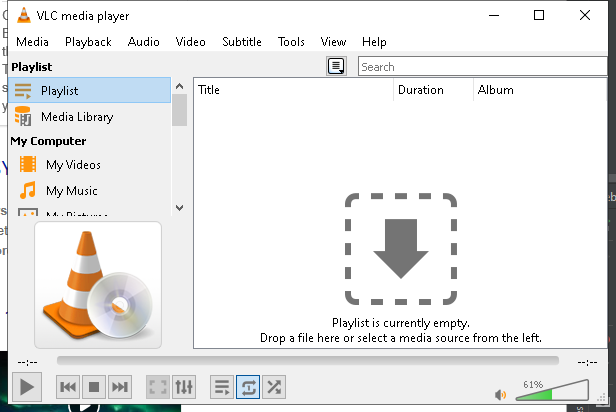 VLC media player
Media Playback Audio Video Subtitle Tools View Help
Playlist
Search
Playlist
Title Duration Album
Media Library
My Computer
My Videos
My Music
My Pictures
Playlist is currently empty.
Drop a file here or select a media source from the left.
--:-- --:--
61%